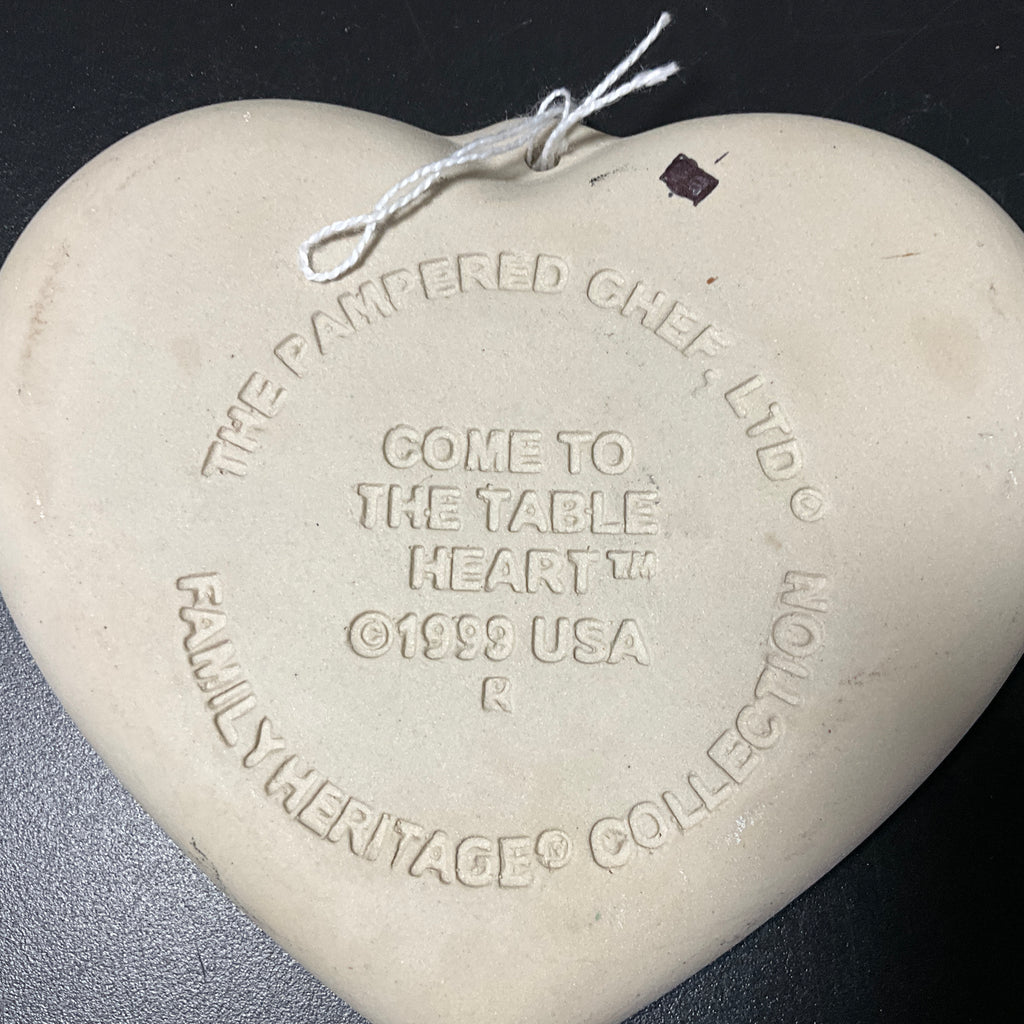 THE PAMPERED CHEF, LTD®
COME TO
THE TABLE
HEART™
©1999 USA
R
FAMILY HERITAGE® COLLECTION